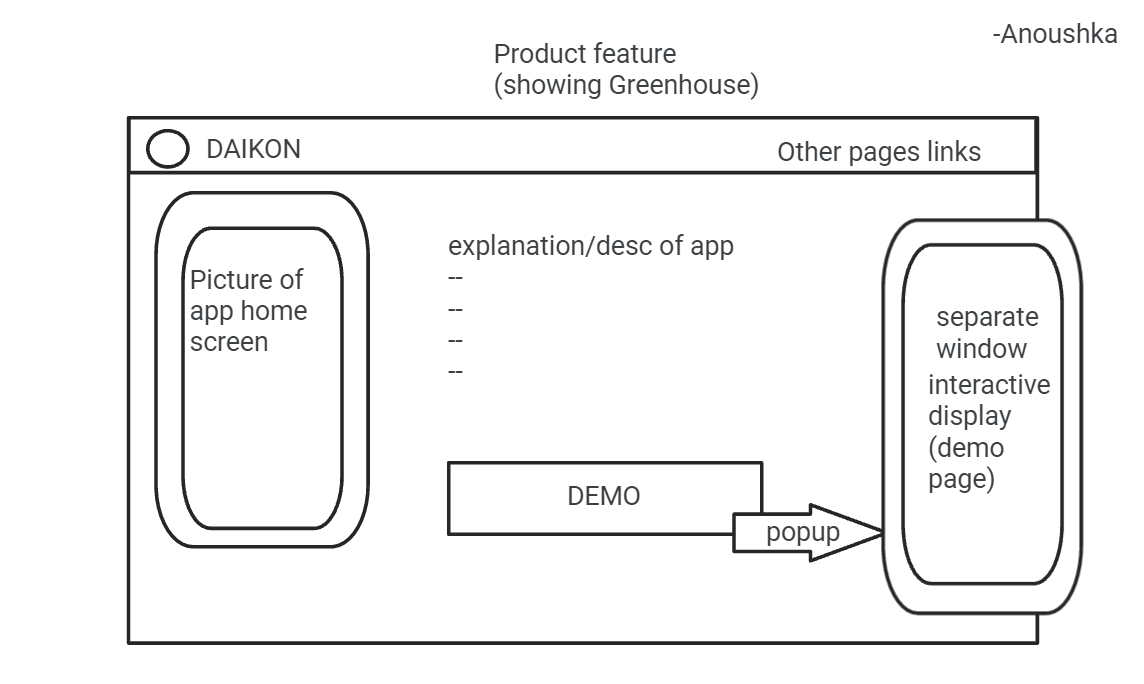 -Anoushka
Product feature
(showing Greenhouse)
DAIKON
Other pages links
Picture of
app home
screen
explanation/desc of app
--
--
--
--
DEMO
popup
separate
window
interactive
display
(demo
page)